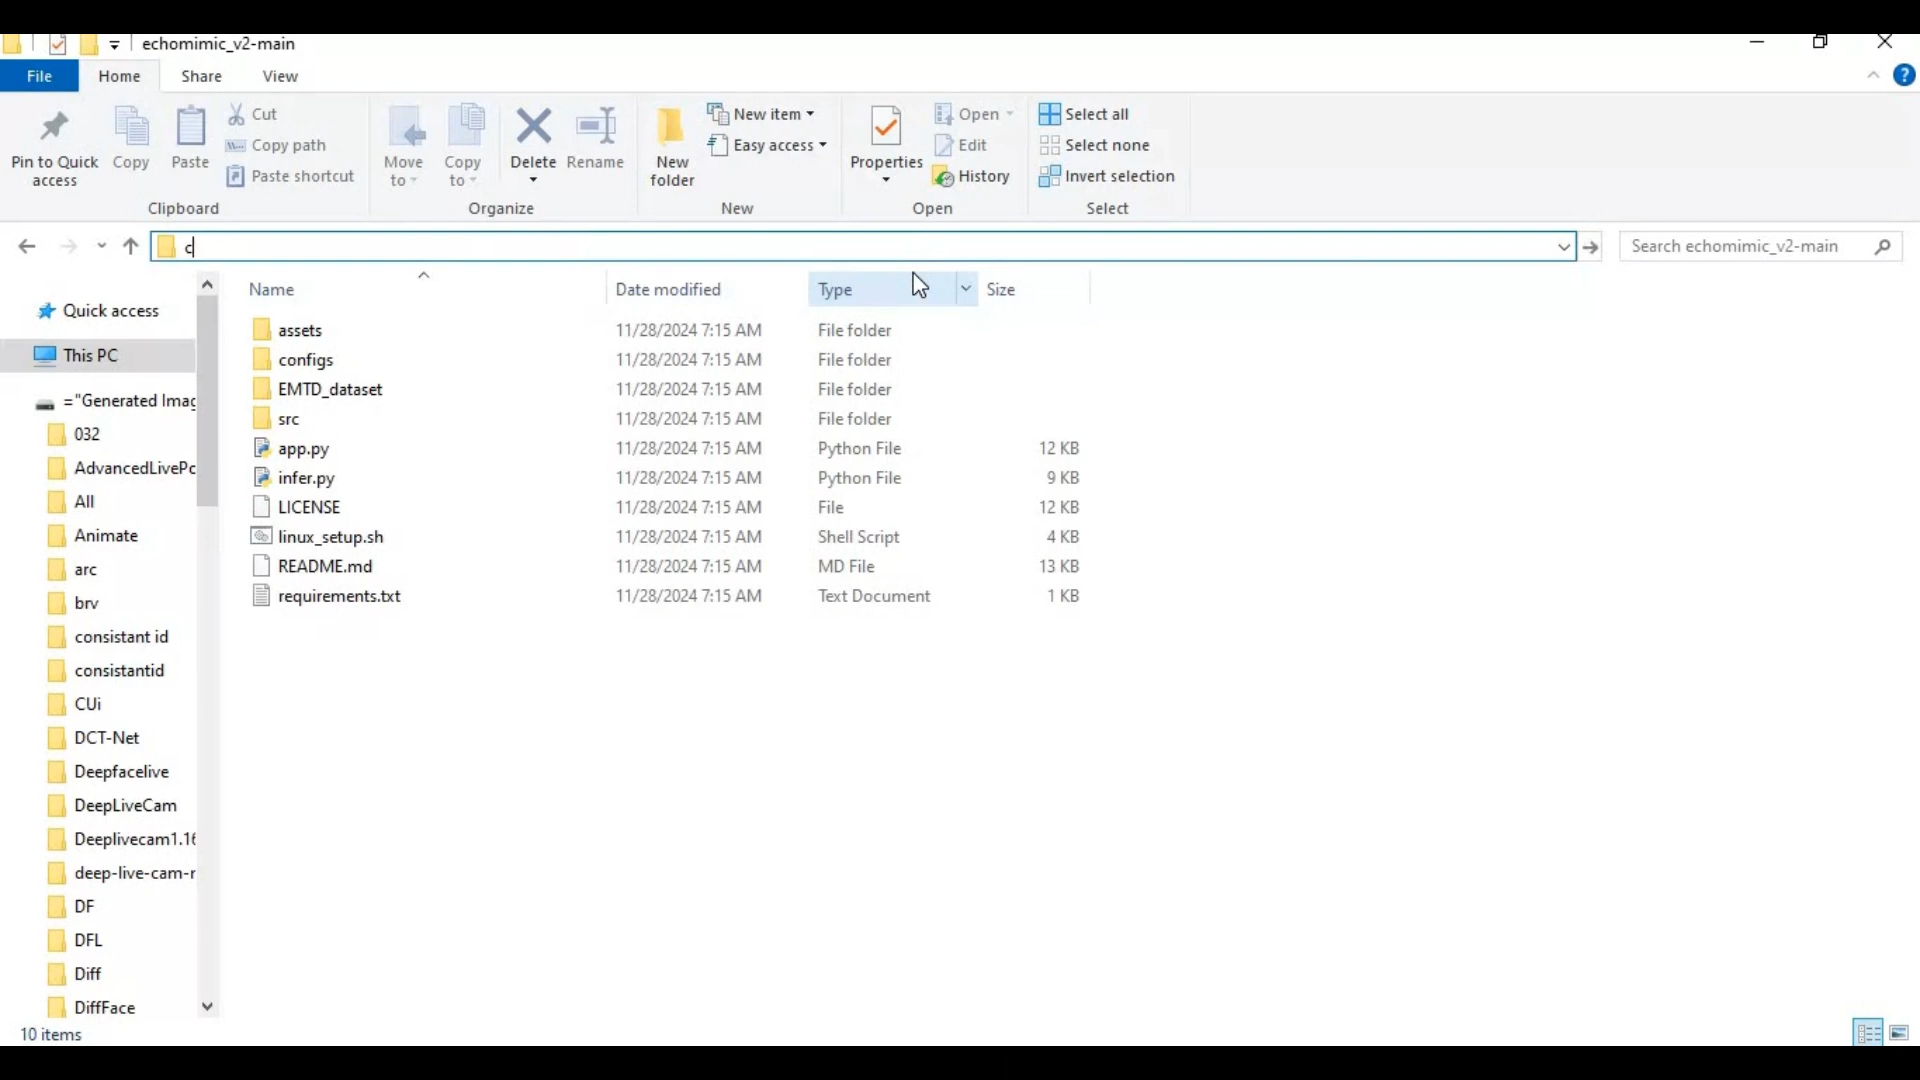 echomimic_v2-main
File Home Share View
Pin to Quick access
Copy
Paste
Cut
Copy path
Paste shortcut
Clipboard
Move to
Copy to
Delete
Rename
Organize
New folder
New item
Easy access
New
Properties
Open
Edit
History
Open
Select all
Select none
Invert selection
Select
c
Search echomimic_v2-main
Name Date modified Type Size
Quick access
This PC
="Generated Imag
032
AdvancedLivePo
All
Animate
arc
brv
consistant id
consistantid
CUi
DCT-Net
Deepfacelive
DeepLiveCam
Deeplivecam1.16
deep-live-cam-r
DF
DFL
Diff
DiffFace
assets 11/28/2024 7:15 AM File folder
configs 11/28/2024 7:15 AM File folder
EMTD_dataset 11/28/2024 7:15 AM File folder
src 11/28/2024 7:15 AM File folder
app.py 11/28/2024 7:15 AM Python File 12 KB
infer.py 11/28/2024 7:15 AM Python File 9 KB
LICENSE 11/28/2024 7:15 AM File 12 KB
linux_setup.sh 11/28/2024 7:15 AM Shell Script 4 KB
README.md 11/28/2024 7:15 AM MD File 13 KB
requirements.txt 11/28/2024 7:15 AM Text Document 1 KB
10 items